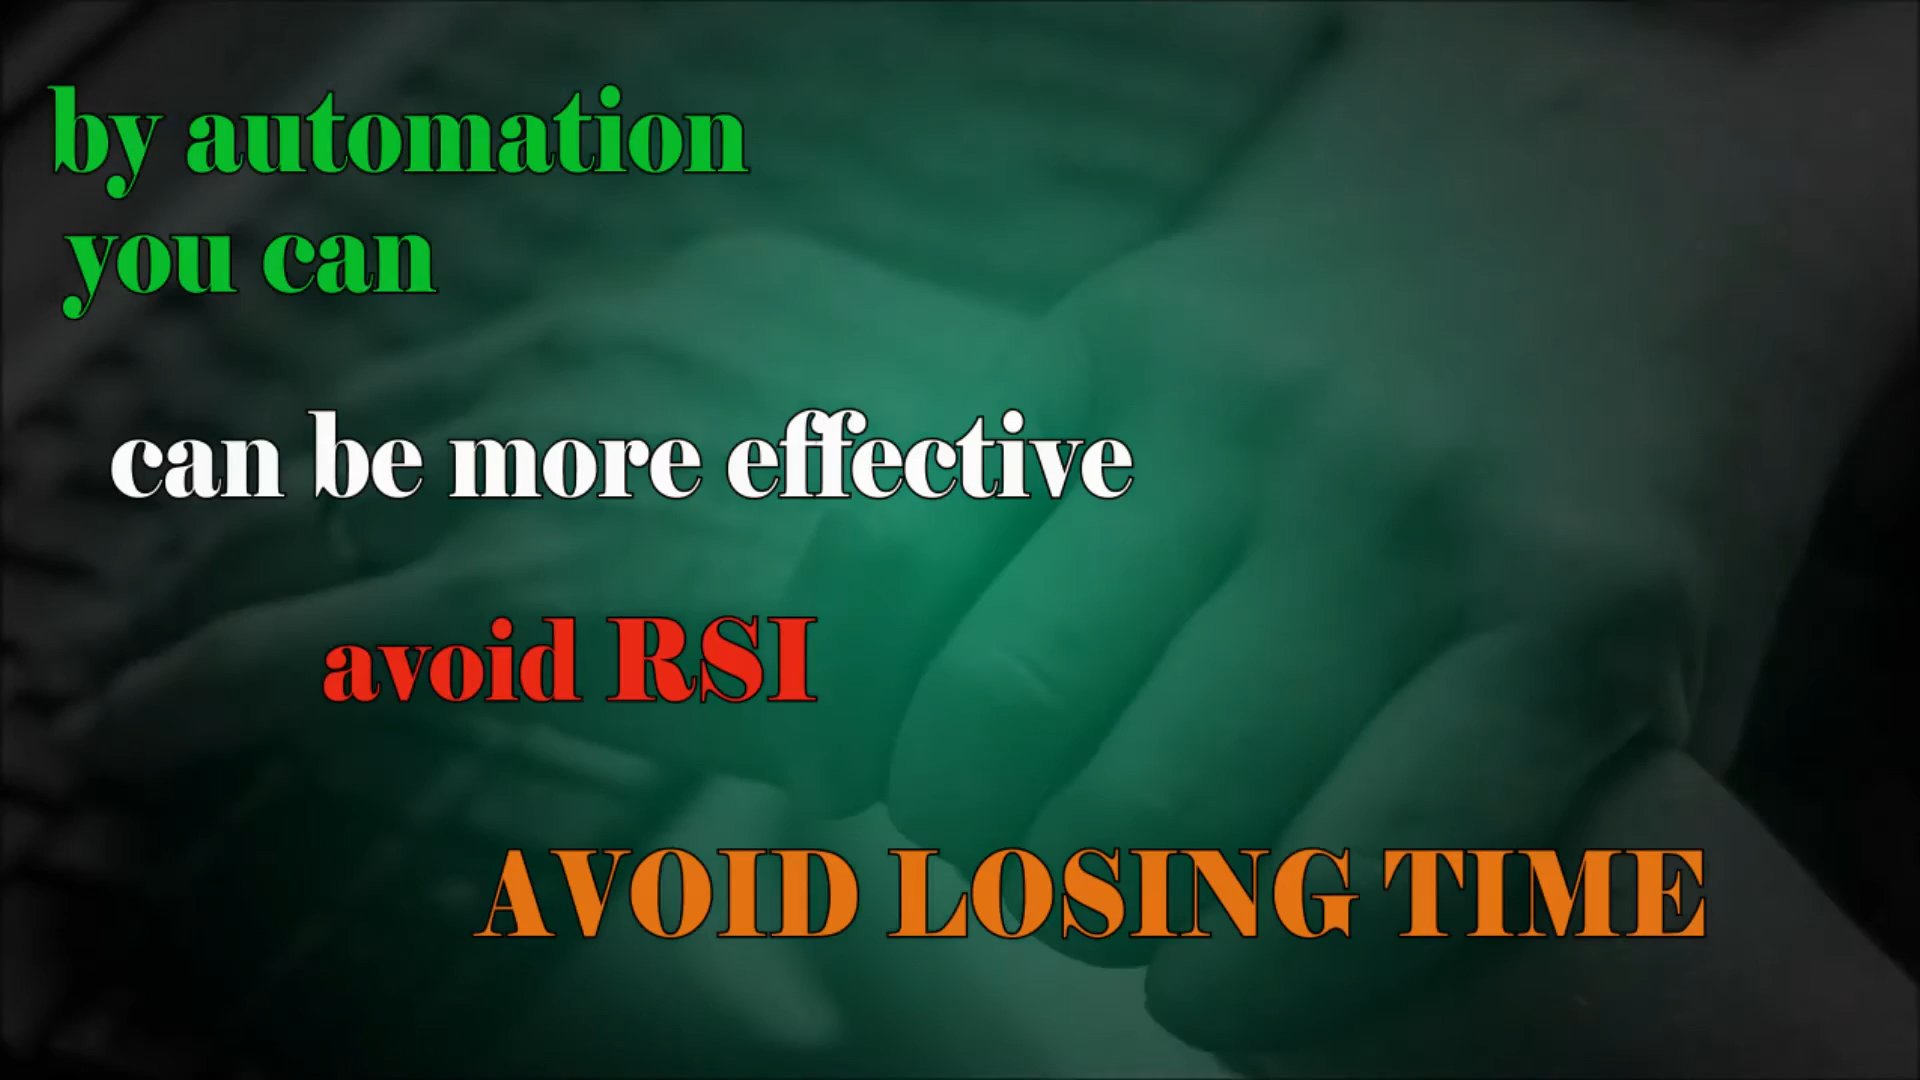 by automation
you can
can be more effective
avoid RSI
AVOID LOSING TIME